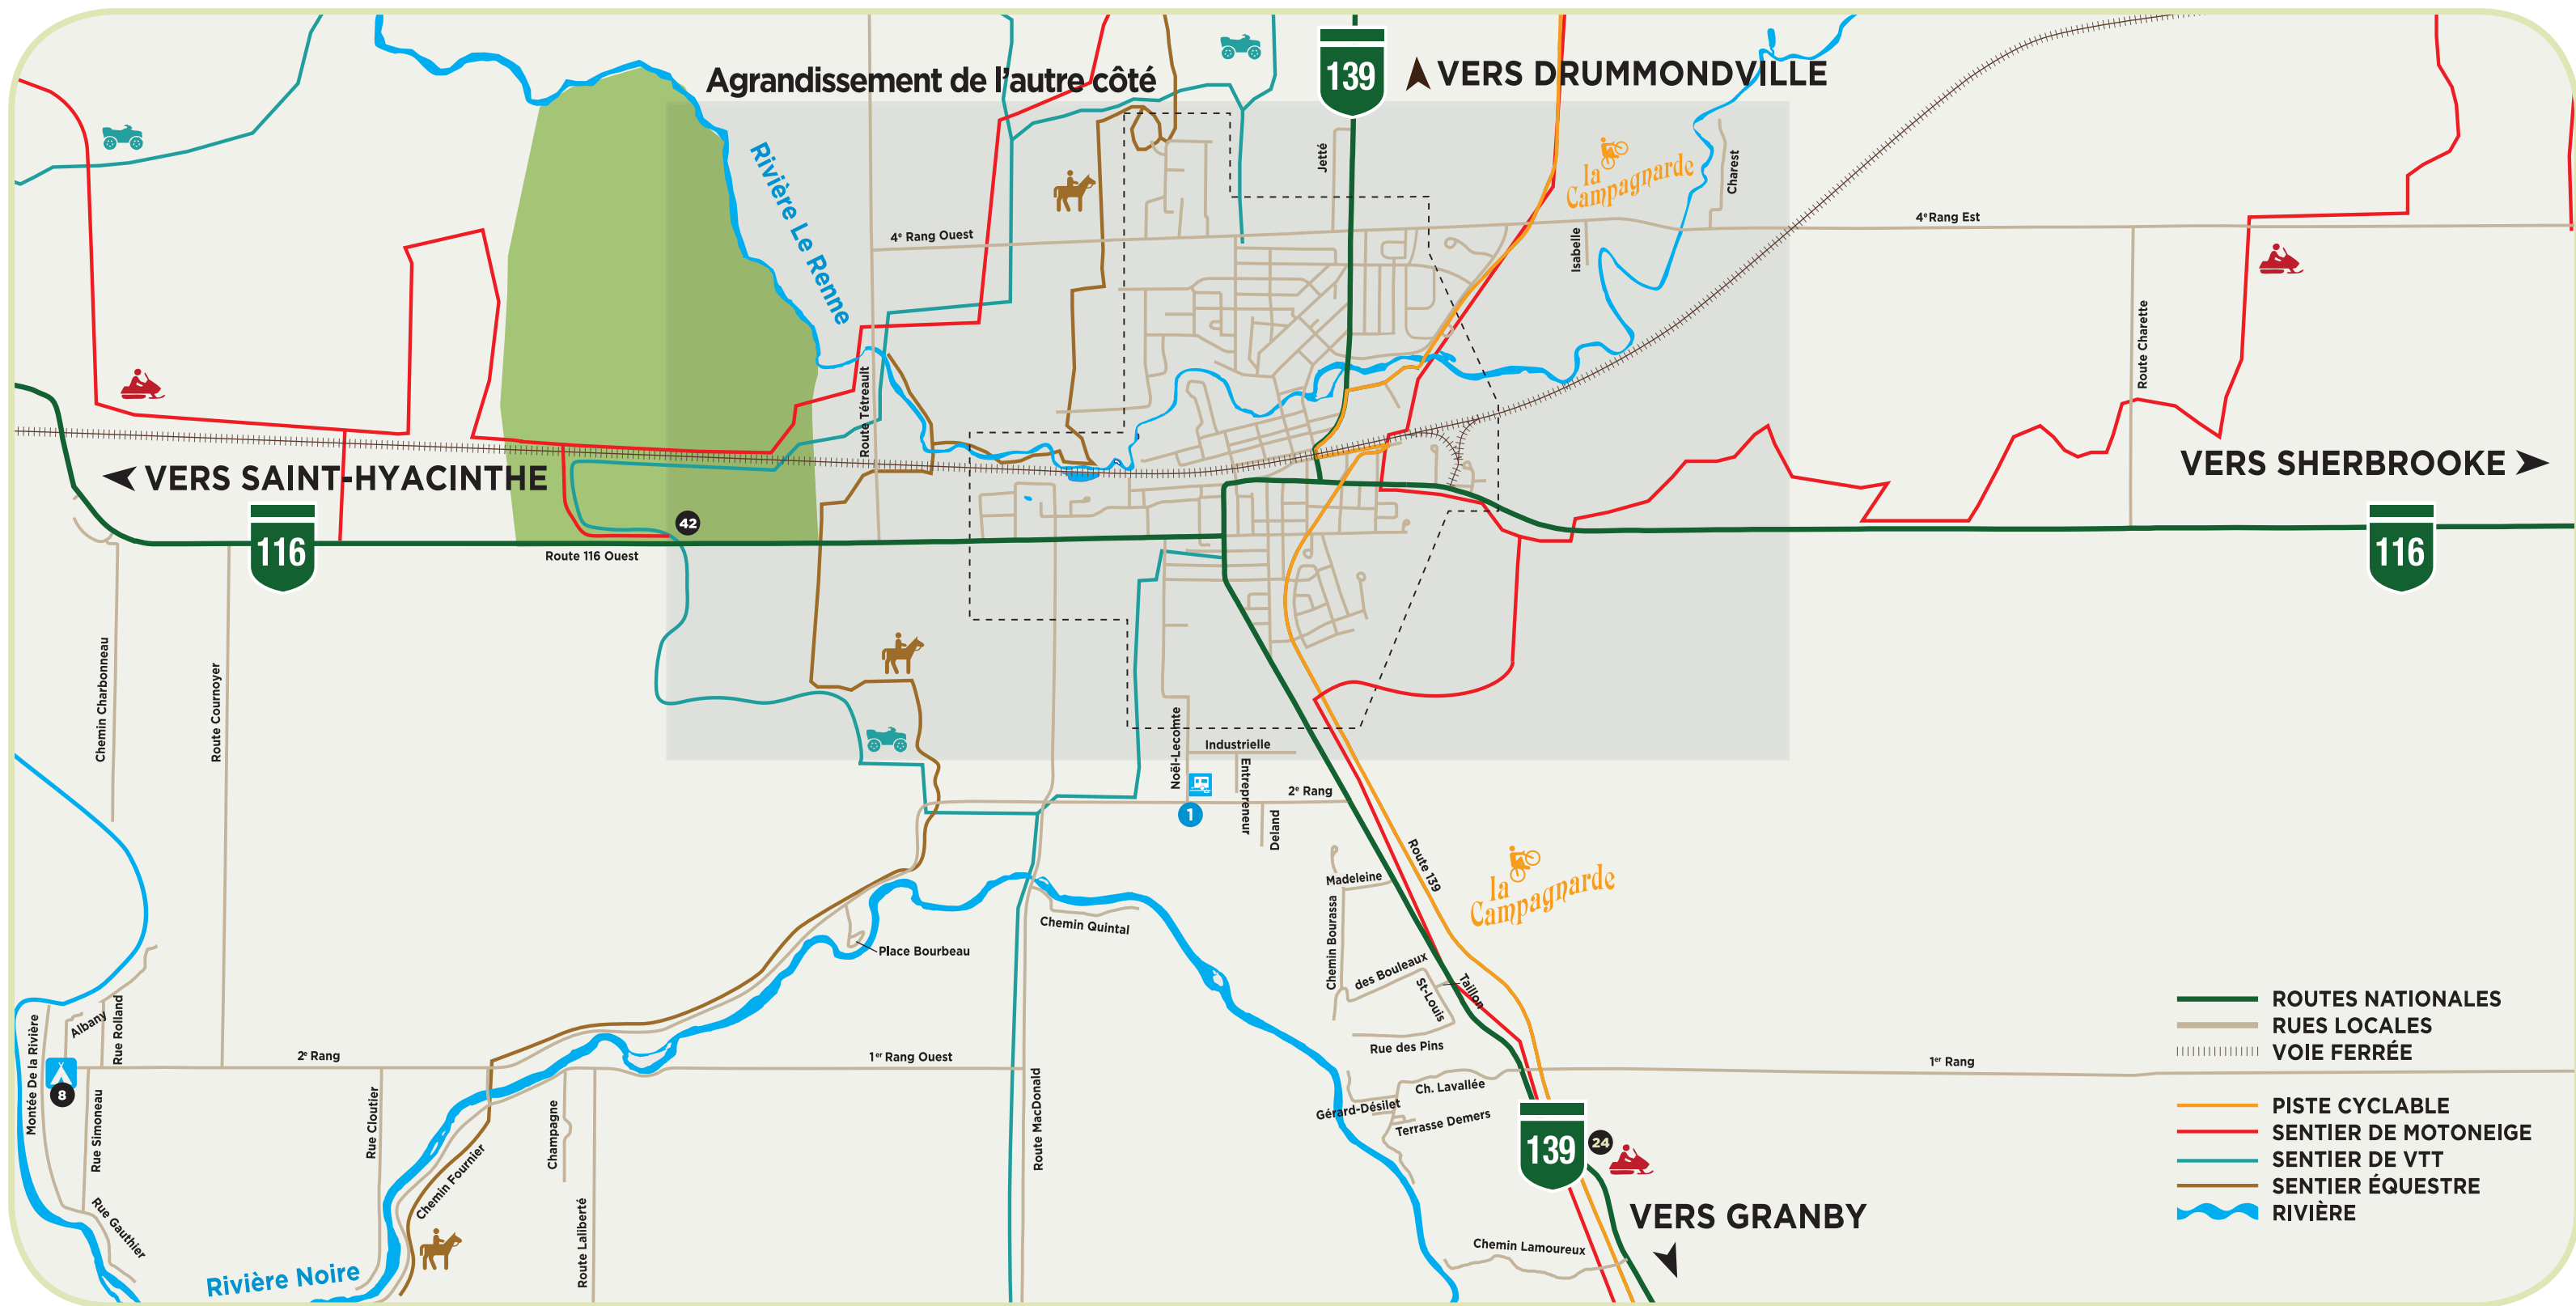 Agrandissement de l'autre côté
139
VERS DRUMMONDVILLE
Rivière Le Renne
Jetté
la
Campagnarde
Charest
4e Rang Ouest
4e Rang Est
Isabelle
Route Charette
Route Tétreault
VERS SAINT-HYACINTHE
VERS SHERBROOKE
116
42
Route 116 Ouest
116
Chemin Charbonneau
Route Cournoyer
Noël-Lecomte
Industrielle
Entrepreneur
2e Rang
1
Deland
Route 139
Madeleine
la
Campagnarde
Chemin Bourassa
Chemin Quintal
Place Bourbeau
des Bouleaux
St-Louis
Taillon
Rue des Pins
Albany
Rue Rolland
Montée De la Rivière
8
2e Rang
1er Rang Ouest
1er Rang
Rue Simoneau
Rue Cloutier
Champagne
Route MacDonald
Ch. Lavallée
Gérard-Désilet
Terrasse Demers
139
24
Chemin Fournier
Rue Gauthier
Route Laliberté
VERS GRANBY
Chemin Lamoureux
Rivière Noire
ROUTES NATIONALES
RUES LOCALES
VOIE FERRÉE
PISTE CYCLABLE
SENTIER DE MOTONEIGE
SENTIER DE VTT
SENTIER ÉQUESTRE
RIVIÈRE